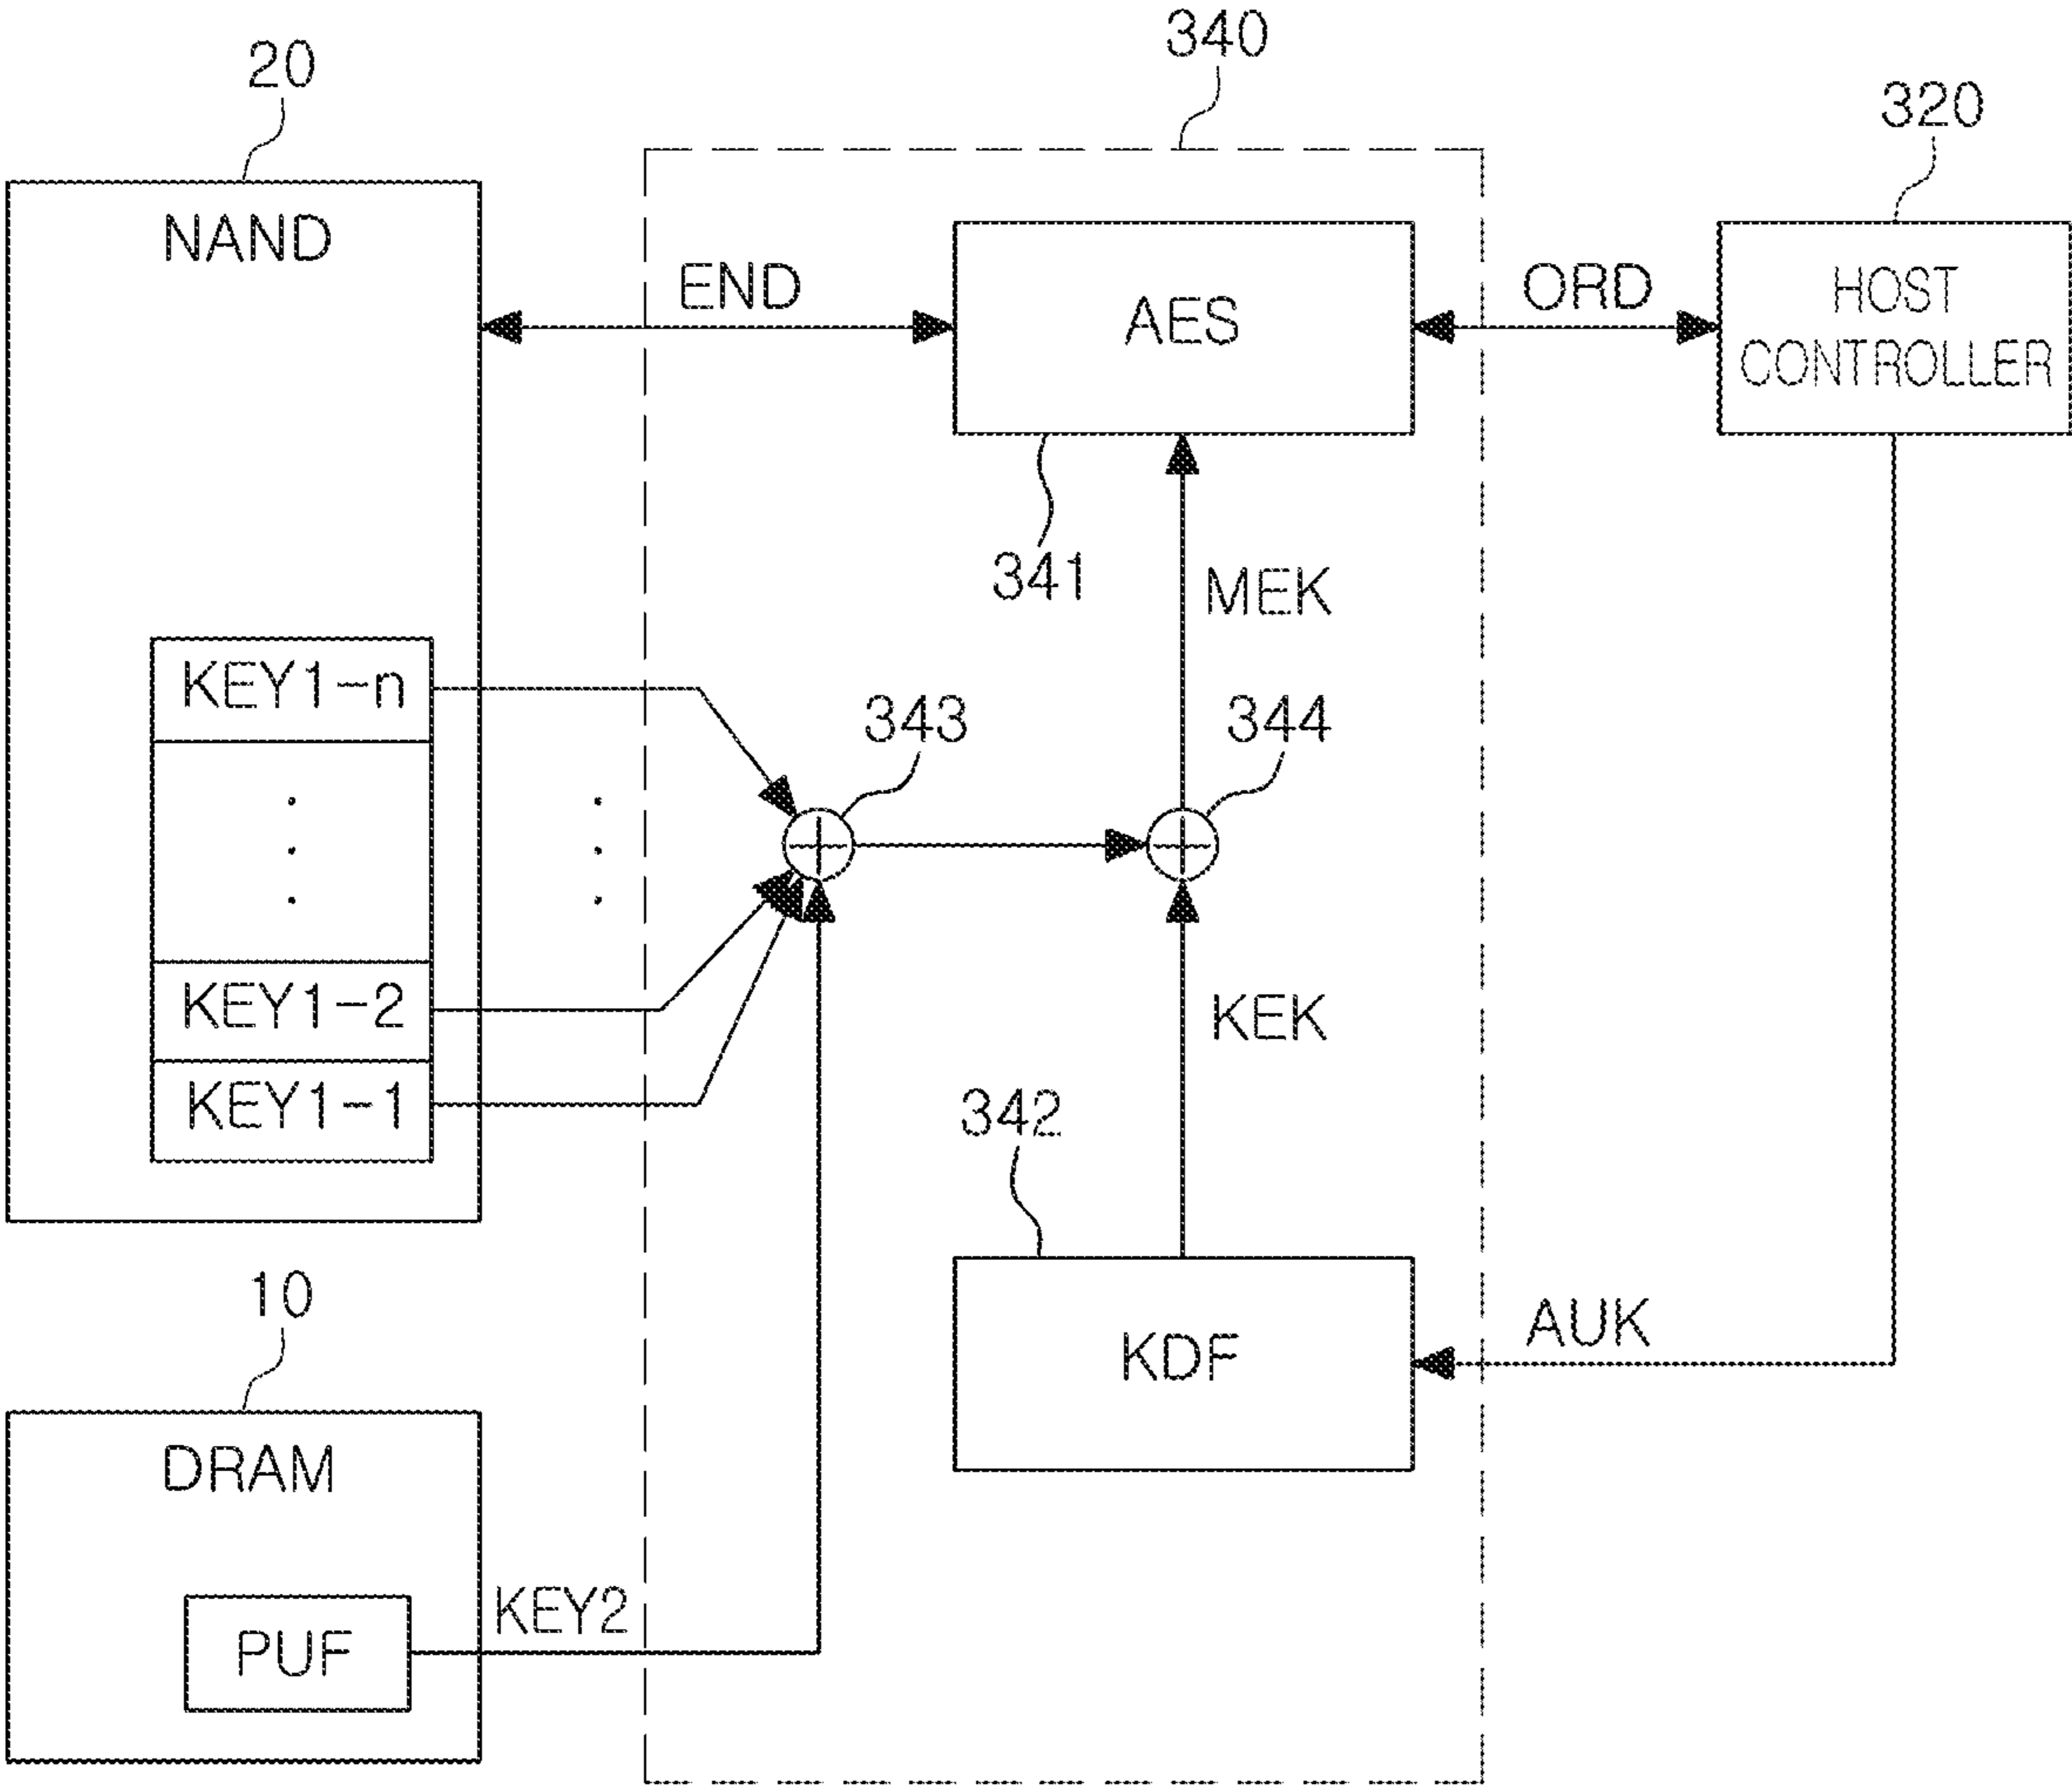 340
20
320
NAND
END
AES
ORD
HOST
CONTROLLER
341
MEK
KEY1-n
343
344
KEY1-2
KEK
KEY1-1
342
10
AUK
KDF
DRAM
KEY2
PUF